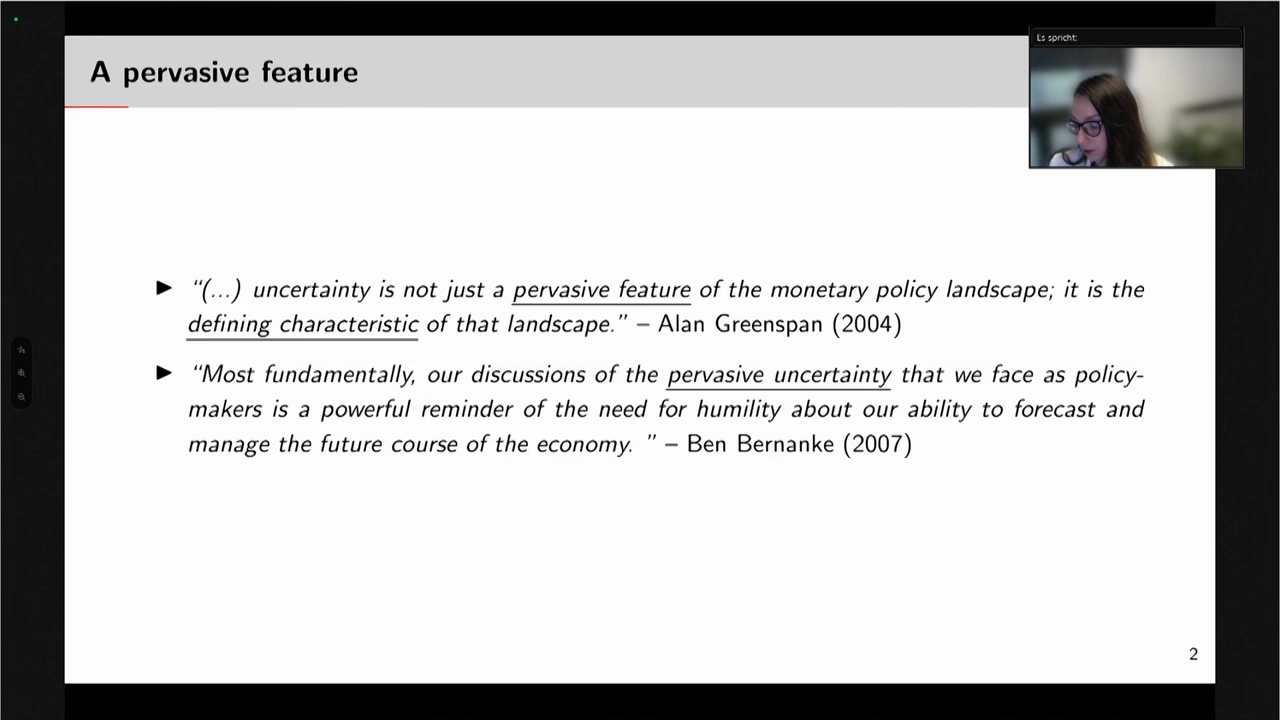 A pervasive feature
Es spricht:
► “(...) uncertainty is not just a pervasive feature of the monetary policy landscape; it is the
defining characteristic of that landscape.” – Alan Greenspan (2004)
► “Most fundamentally, our discussions of the pervasive uncertainty that we face as policy-
makers is a powerful reminder of the need for humility about our ability to forecast and
manage the future course of the economy. ” – Ben Bernanke (2007)
2